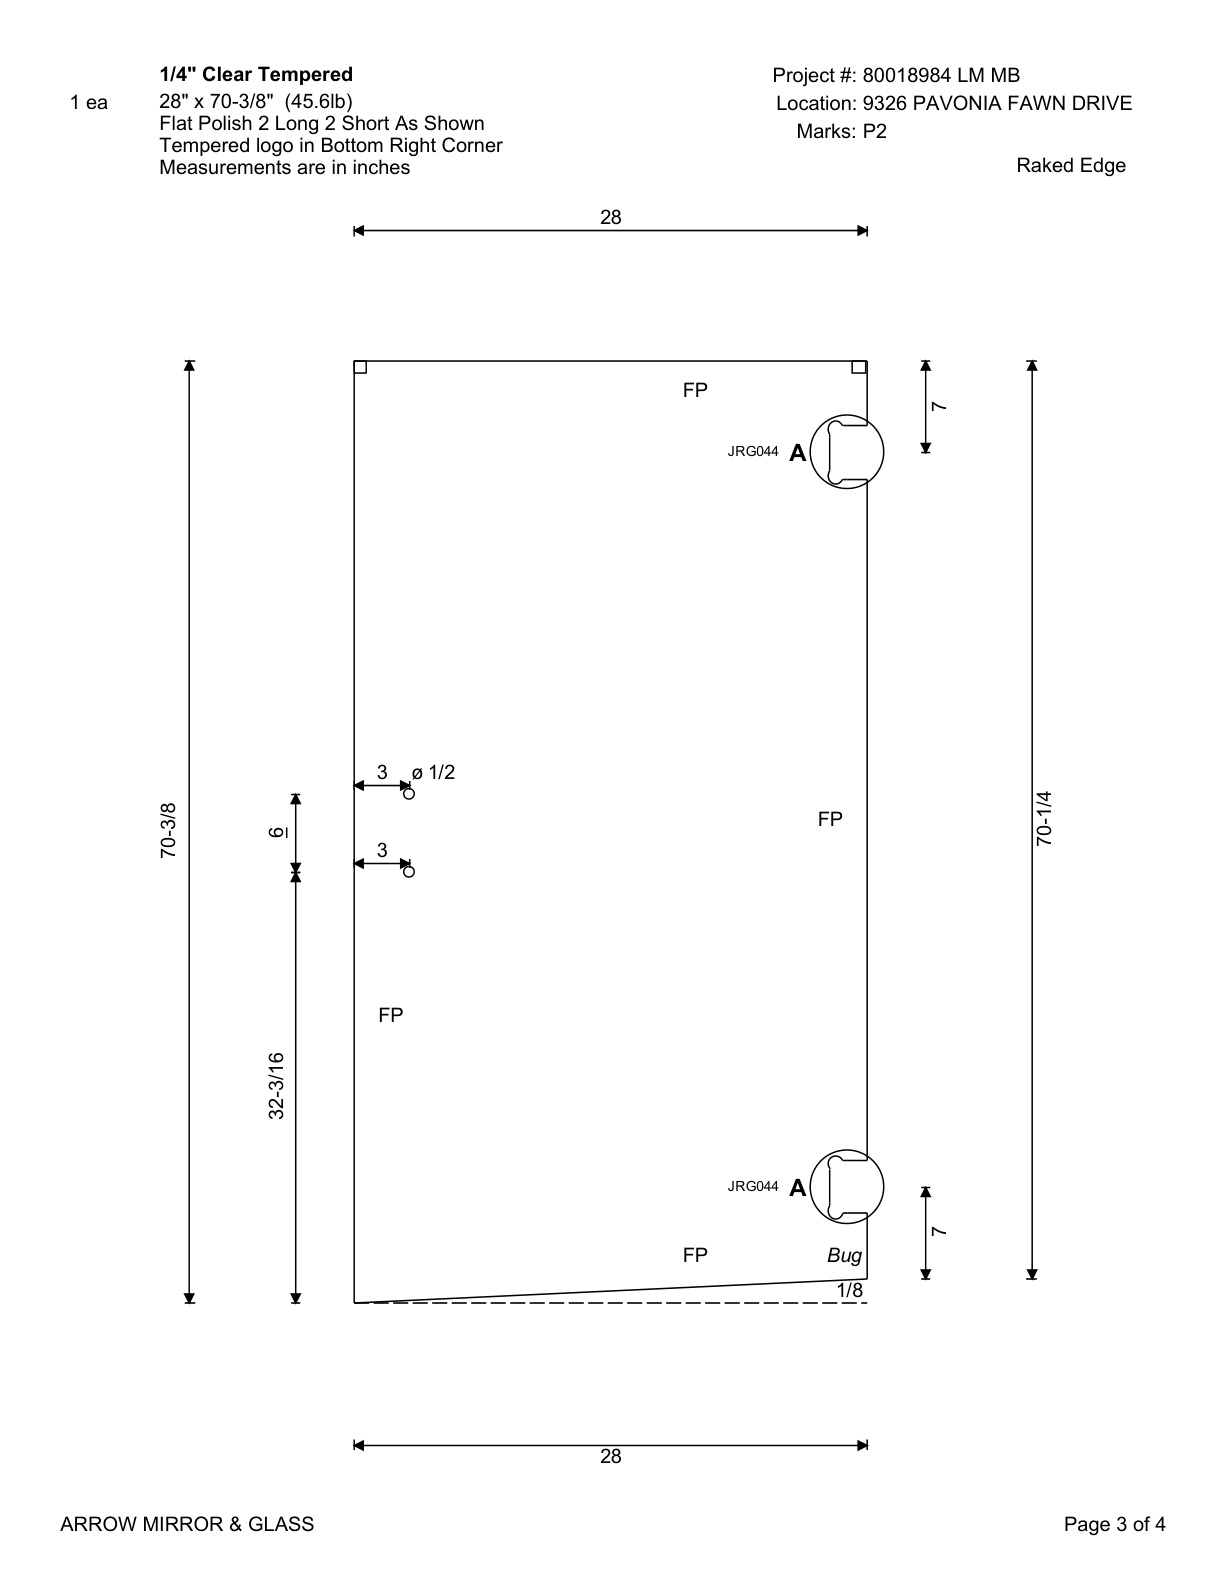 1/4" Clear Tempered
1 ea
28" x 70-3/8" (45.6lb)
Flat Polish 2 Long 2 Short As Shown
Tempered logo in Bottom Right Corner
Measurements are in inches
Project #: 80018984 LM MB
Location: 9326 PAVONIA FAWN DRIVE
Marks: P2
Raked Edge
28
FP
7
JRG044 A
3
ø 1/2
6
70-3/8
FP
70-1/4
3
FP
32-3/16
JRG044 A
7
FP
Bug
1/8
28
ARROW MIRROR & GLASS
Page 3 of 4